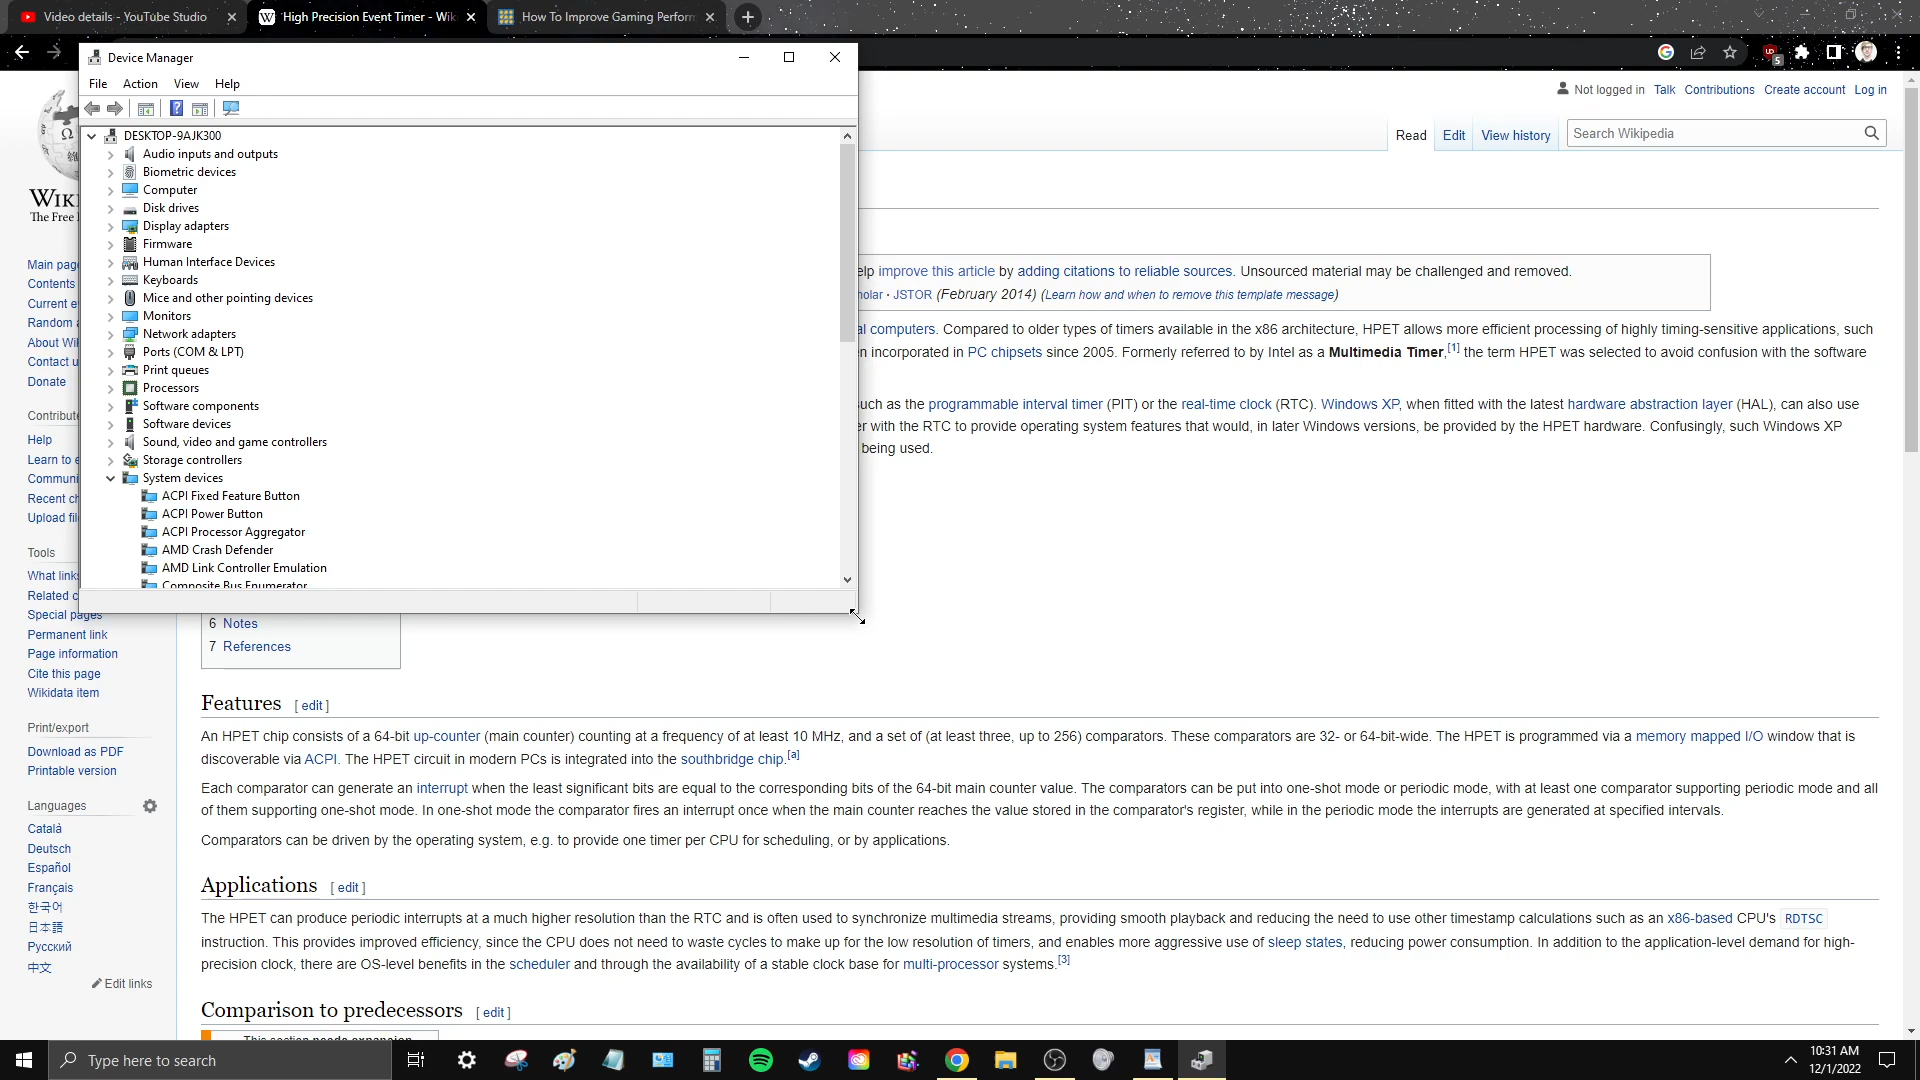 Video details - YouTube Studio
High Precision Event Timer - Wik
How To Improve Gaming Perform
5
Device Manager
File Action View Help
DESKTOP-9AJK300
Audio inputs and outputs
Biometric devices
Computer
Disk drives
Display adapters
Firmware
Human Interface Devices
Keyboards
Mice and other pointing devices
Monitors
Network adapters
Ports (COM & LPT)
Print queues
Processors
Software components
Software devices
Sound, video and game controllers
Storage controllers
System devices
ACPI Fixed Feature Button
ACPI Power Button
ACPI Processor Aggregator
AMD Crash Defender
AMD Link Controller Emulation
Composite Bus Enumerator
Not logged in Talk Contributions Create account Log in
Read Edit View history Search Wikipedia
WIKI
The Free
Main page
Contents
Current e
Random a
About Wi
Contact u
Donate
Contribute
Help
Learn to e
Communi
Recent ch
Upload fil
Tools
What links
Related c
Special pages
Permanent link
Page information
Cite this page
Wikidata item
Print/export
Download as PDF
Printable version
Languages
Català
Deutsch
Español
Français
한국어
日本語
Русский
中文
Edit links
elp improve this article by adding citations to reliable sources. Unsourced material may be challenged and removed.
holar · JSTOR (February 2014) (Learn how and when to remove this template message)
al computers. Compared to older types of timers available in the x86 architecture, HPET allows more efficient processing of highly timing-sensitive applications, such
n incorporated in PC chipsets since 2005. Formerly referred to by Intel as a Multimedia Timer,[1] the term HPET was selected to avoid confusion with the software
uch as the programmable interval timer (PIT) or the real-time clock (RTC). Windows XP, when fitted with the latest hardware abstraction layer (HAL), can also use
er with the RTC to provide operating system features that would, in later Windows versions, be provided by the HPET hardware. Confusingly, such Windows XP
being used.
6 Notes
7 References
Features [ edit ]
An HPET chip consists of a 64-bit up-counter (main counter) counting at a frequency of at least 10 MHz, and a set of (at least three, up to 256) comparators. These comparators are 32- or 64-bit-wide. The HPET is programmed via a memory mapped I/O window that is
discoverable via ACPI. The HPET circuit in modern PCs is integrated into the southbridge chip.[a]
Each comparator can generate an interrupt when the least significant bits are equal to the corresponding bits of the 64-bit main counter value. The comparators can be put into one-shot mode or periodic mode, with at least one comparator supporting periodic mode and all
of them supporting one-shot mode. In one-shot mode the comparator fires an interrupt once when the main counter reaches the value stored in the comparator's register, while in the periodic mode the interrupts are generated at specified intervals.
Comparators can be driven by the operating system, e.g. to provide one timer per CPU for scheduling, or by applications.
Applications [ edit ]
The HPET can produce periodic interrupts at a much higher resolution than the RTC and is often used to synchronize multimedia streams, providing smooth playback and reducing the need to use other timestamp calculations such as an x86-based CPU's RDTSC
instruction. This provides improved efficiency, since the CPU does not need to waste cycles to make up for the low resolution of timers, and enables more aggressive use of sleep states, reducing power consumption. In addition to the application-level demand for high-
precision clock, there are OS-level benefits in the scheduler and through the availability of a stable clock base for multi-processor systems.[3]
Comparison to predecessors [ edit ]
This section needs expansion
Type here to search
10:31 AM
12/1/2022